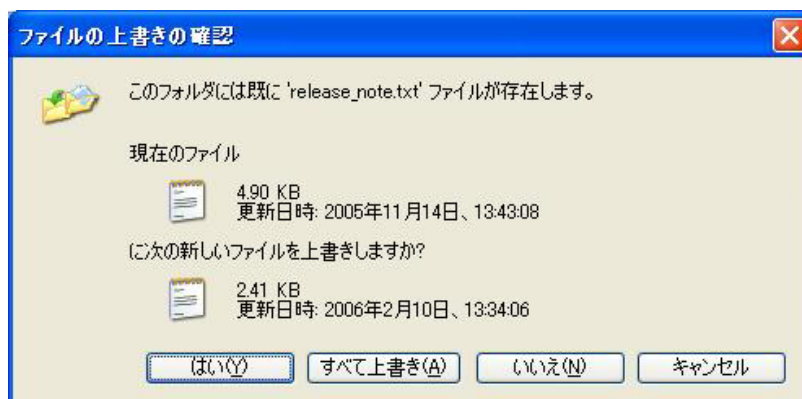 ファイルの上書きの確認
このフォルダには既に 'release_note.txt' ファイルが存在します。
現在のファイル
4.90 KB
更新日時: 2005年11月14日、13:43:08
に次の新しいファイルを上書きしますか?
2.41 KB
更新日時: 2006年2月10日、13:34:06
はい(Y) すべて上書き(A) いいえ(N) キャンセル